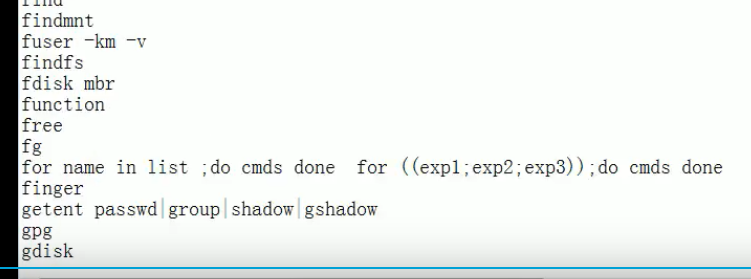 find
findmnt
fuser -km -v
findfs
fdisk mbr
function
free
fg
for name in list ;do cmds done  for ((exp1;exp2;exp3));do cmds done
finger
getent passwd|group|shadow|gshadow
gpg
gdisk